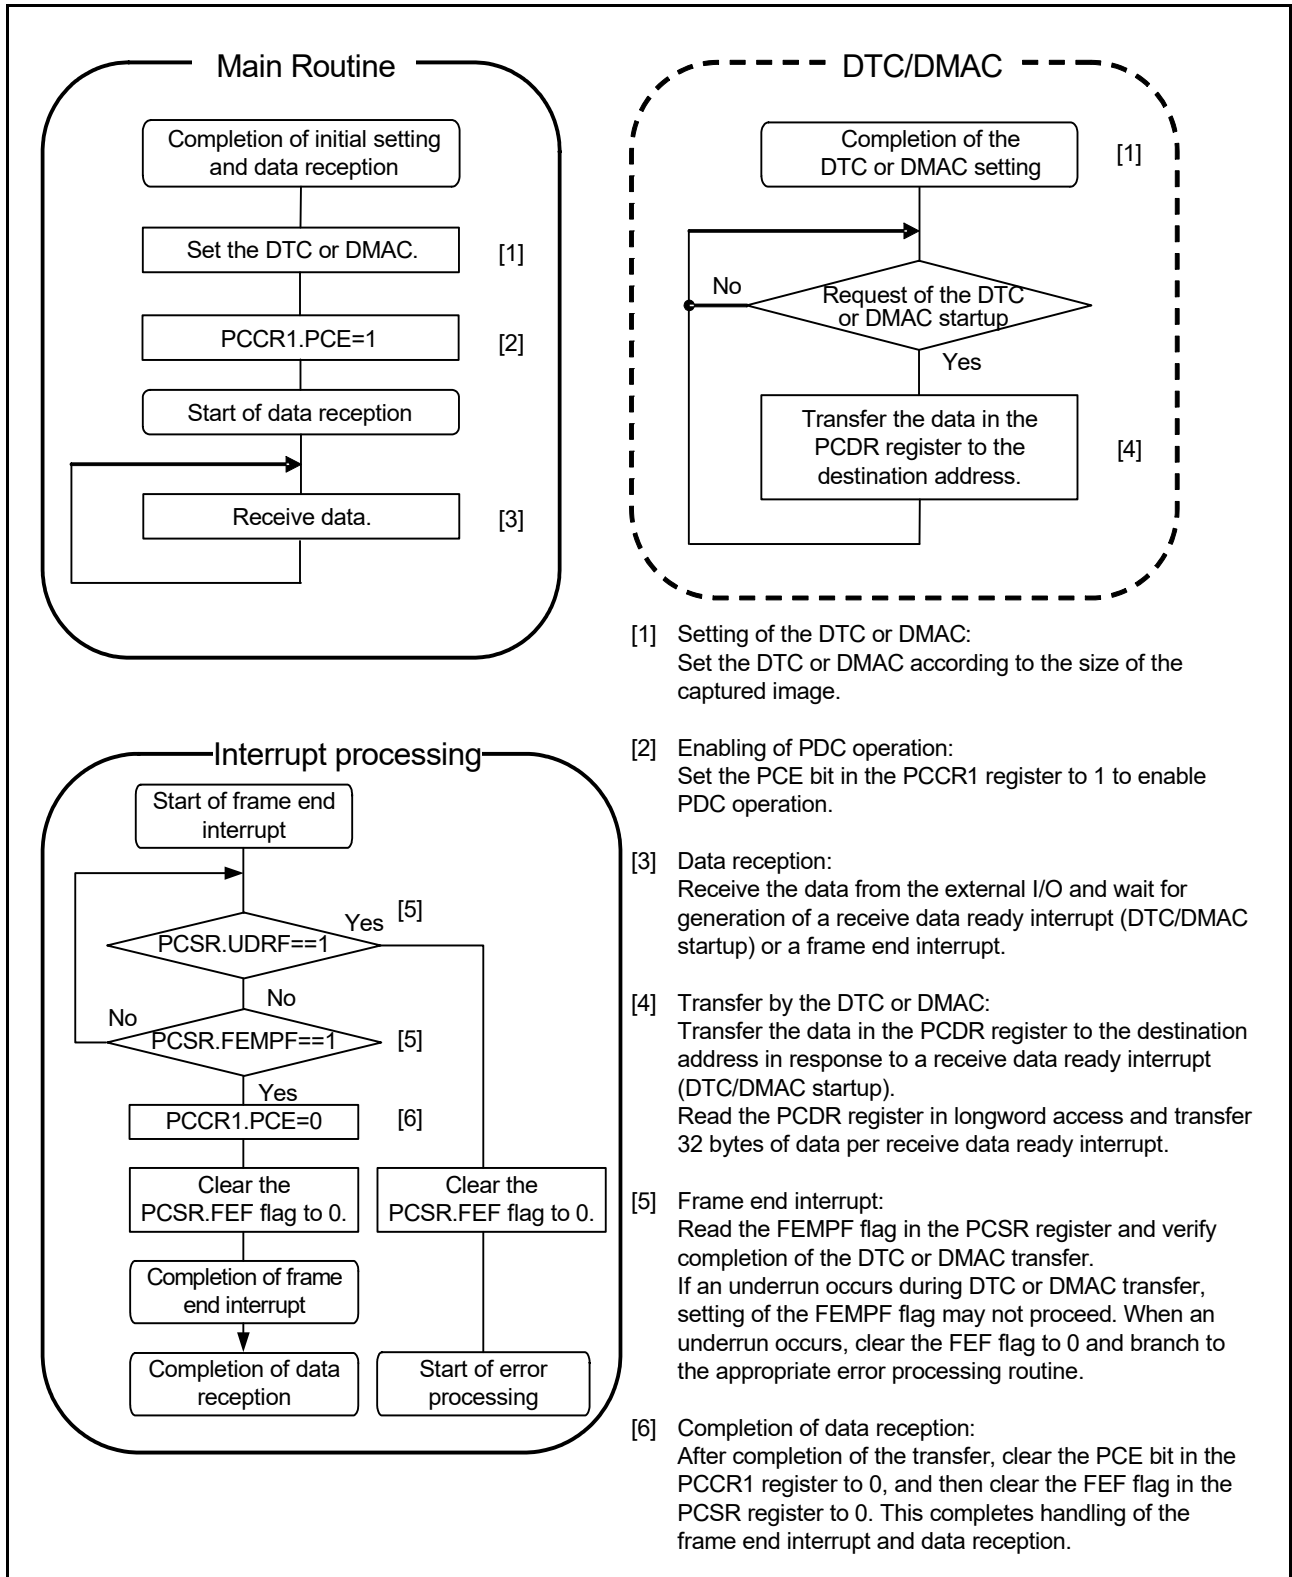 Main Routine
Completion of initial setting
and data reception
Set the DTC or DMAC.
[1]
PCCR1.PCE=1
[2]
Start of data reception
Receive data.
[3]
DTC/DMAC
Completion of the
DTC or DMAC setting
[1]
No
Request of the DTC
or DMAC startup
Yes
Transfer the data in the
PCDR register to the
destination address.
[4]
Interrupt processing
Start of frame end
interrupt
Yes
[5]
PCSR.UDRF==1
No
No
PCSR.FEMPF==1
[5]
Yes
PCCR1.PCE=0
[6]
Clear the
PCSR.FEF flag to 0.
Clear the
PCSR.FEF flag to 0.
Completion of frame
end interrupt
Completion of data
reception
Start of error
processing
[1] Setting of the DTC or DMAC:
Set the DTC or DMAC according to the size of the
captured image.
[2] Enabling of PDC operation:
Set the PCE bit in the PCCR1 register to 1 to enable
PDC operation.
[3] Data reception:
Receive the data from the external I/O and wait for
generation of a receive data ready interrupt (DTC/DMAC
startup) or a frame end interrupt.
[4] Transfer by the DTC or DMAC:
Transfer the data in the PCDR register to the destination
address in response to a receive data ready interrupt
(DTC/DMAC startup).
Read the PCDR register in longword access and transfer
32 bytes of data per receive data ready interrupt.
[5] Frame end interrupt:
Read the FEMPF flag in the PCSR register and verify
completion of the DTC or DMAC transfer.
If an underrun occurs during DTC or DMAC transfer,
setting of the FEMPF flag may not proceed. When an
underrun occurs, clear the FEF flag to 0 and branch to
the appropriate error processing routine.
[6] Completion of data reception:
After completion of the transfer, clear the PCE bit in the
PCCR1 register to 0, and then clear the FEF flag in the
PCSR register to 0. This completes handling of the
frame end interrupt and data reception.